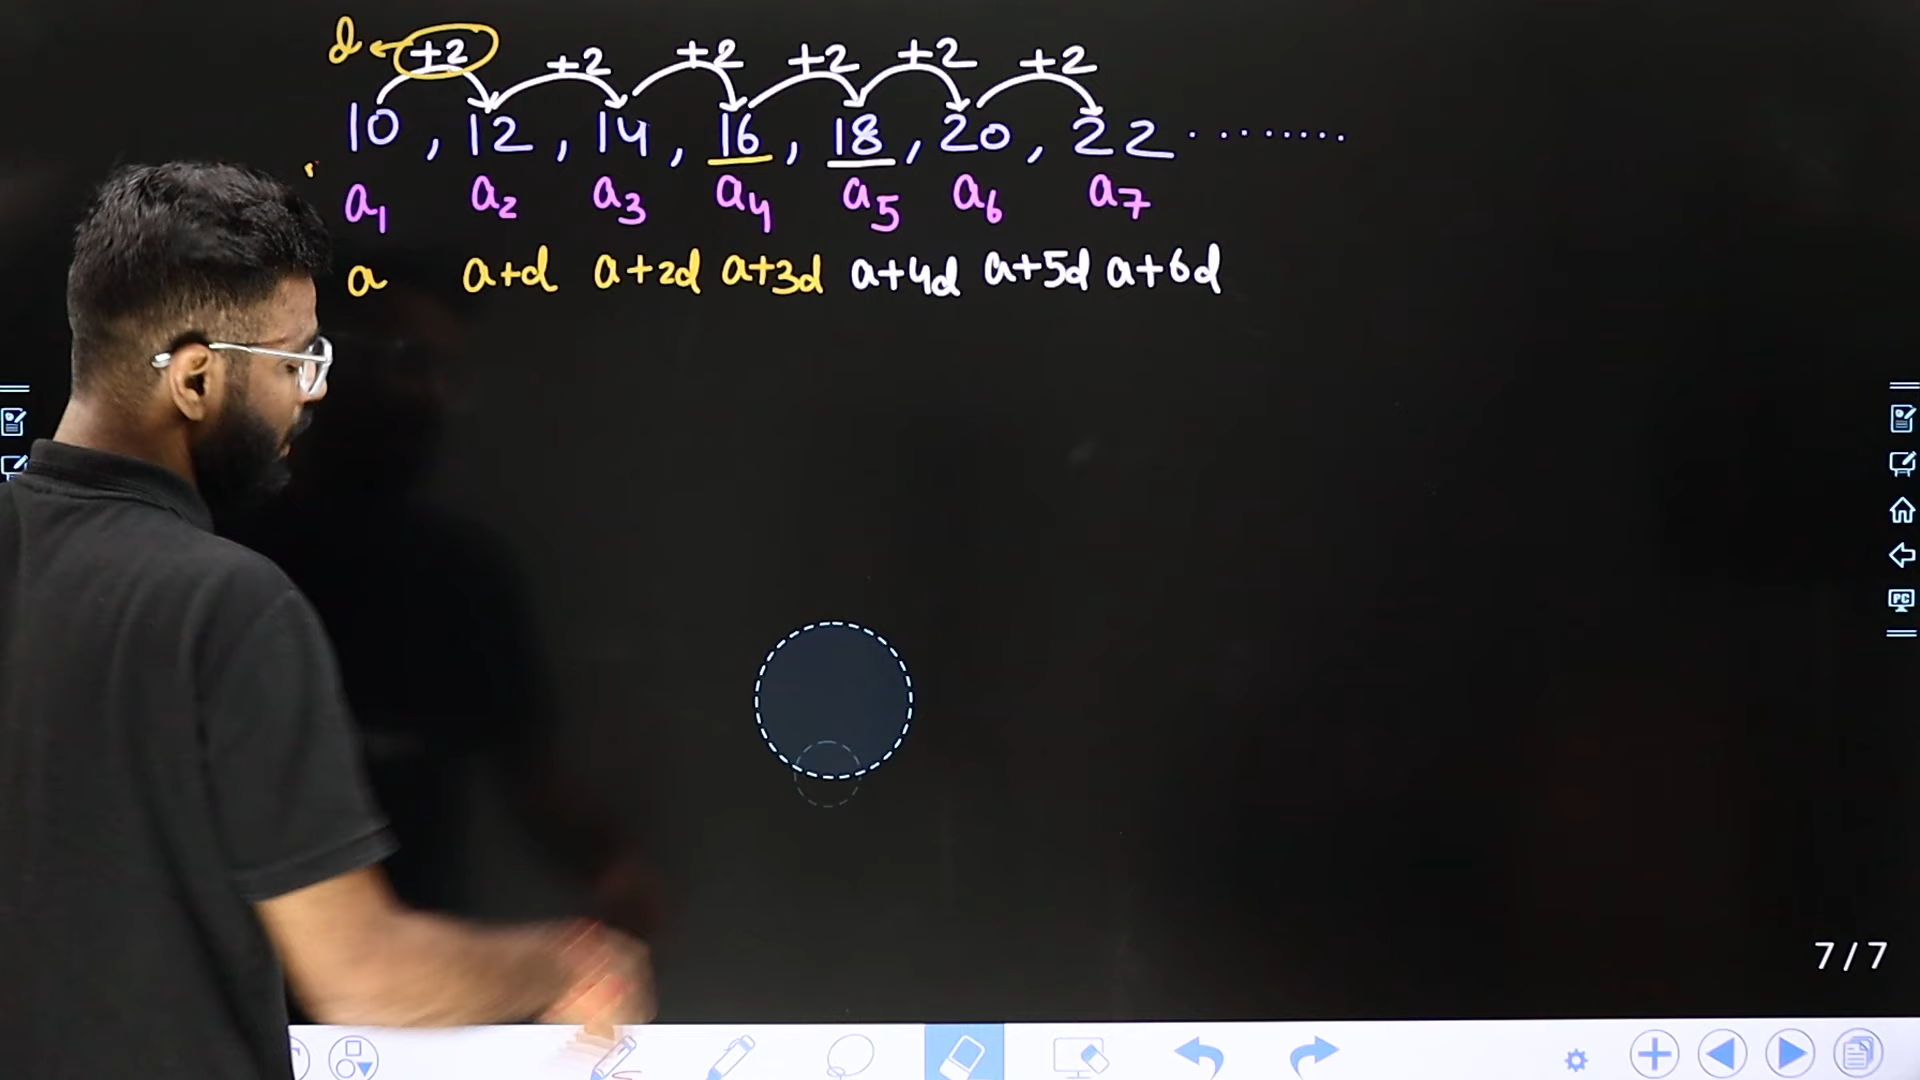 d ← +2 +2 +2 +2 +2 +2
10 , 12 , 14 , 16 , 18 , 20 , 22 ........
a₁ a₂ a₃ a₄ a₅ a₆ a₇
a a+d a+2d a+3d a+4d a+5d a+6d
PC
7 / 7